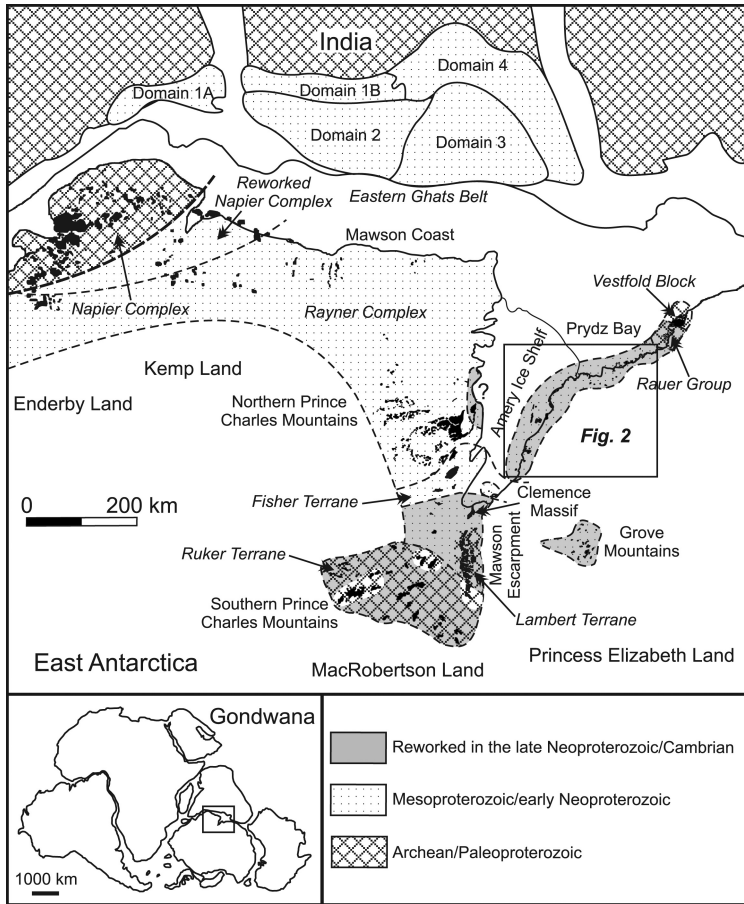 India
Domain 4
Domain 1A
Domain 1B
Domain 2
Domain 3
Reworked
Napier Complex
Eastern Ghats Belt
Mawson Coast
Vestfold Block
Napier Complex
Rayner Complex
Prydz Bay
Kemp Land
Amery Ice Shelf
Rauer Group
Enderby Land
Northern Prince
Charles Mountains
?
Fig. 2
0 200 km
Fisher Terrane
Clemence
Massif
Mawson
Escarpment
Grove
Mountains
Ruker Terrane
Southern Prince
Charles Mountains
Lambert Terrane
East Antarctica
MacRobertson Land
Princess Elizabeth Land
Gondwana
1000 km
Reworked in the late Neoproterozoic/Cambrian
Mesoproterozoic/early Neoproterozoic
Archean/Paleoproterozoic